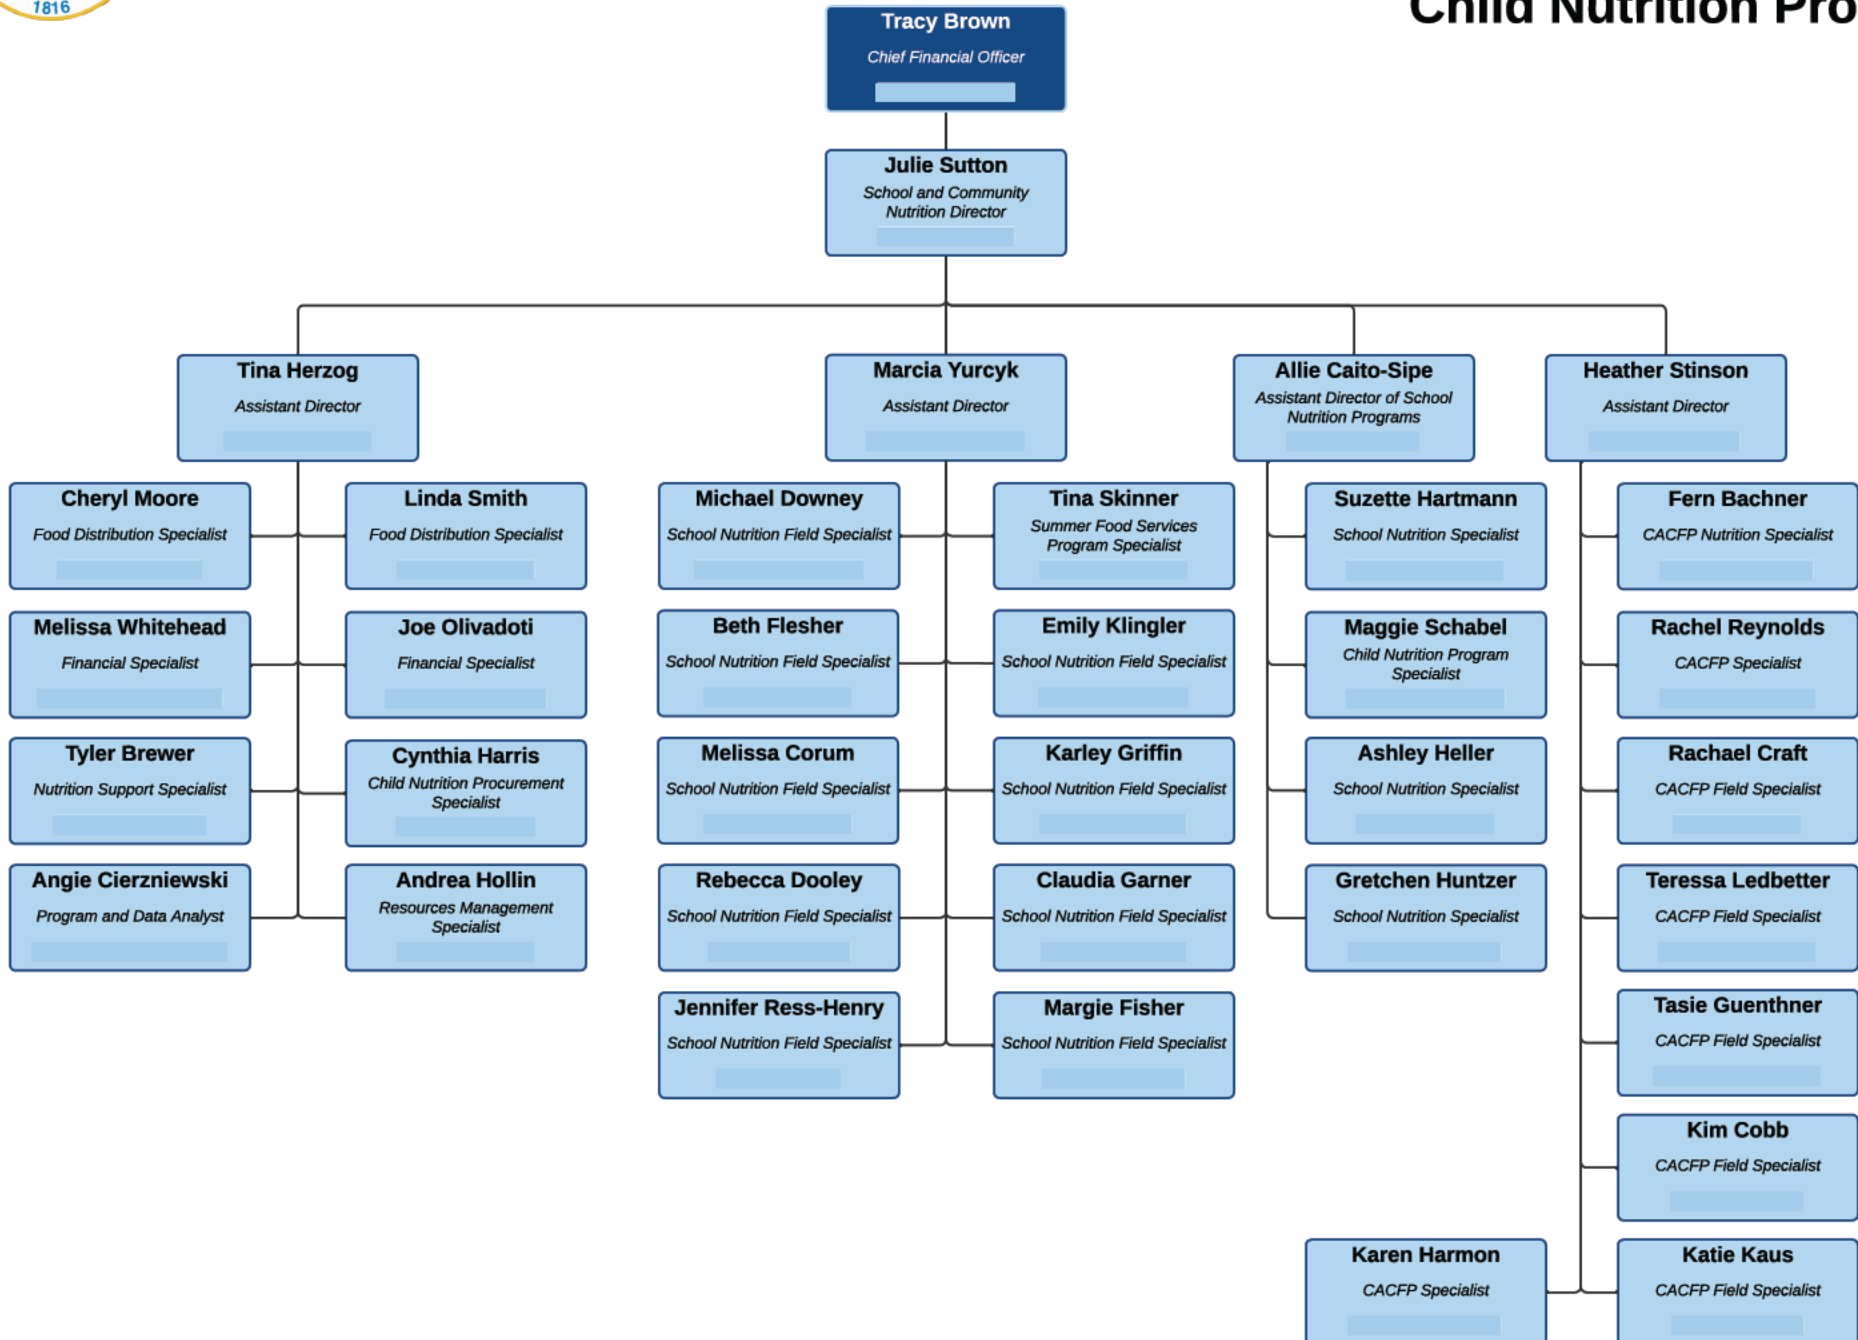 1816
Child Nutrition Pro
Tracy Brown
Chief Financial Officer
Julie Sutton
School and Community
Nutrition Director
Tina Herzog
Assistant Director
Marcia Yurcyk
Assistant Director
Allie Caito-Sipe
Assistant Director of School
Nutrition Programs
Heather Stinson
Assistant Director
Cheryl Moore
Food Distribution Specialist
Linda Smith
Food Distribution Specialist
Michael Downey
School Nutrition Field Specialist
Tina Skinner
Summer Food Services
Program Specialist
Suzette Hartmann
School Nutrition Specialist
Fern Bachner
CACFP Nutrition Specialist
Melissa Whitehead
Financial Specialist
Joe Olivadoti
Financial Specialist
Beth Flesher
School Nutrition Field Specialist
Emily Klingler
School Nutrition Field Specialist
Maggie Schabel
Child Nutrition Program
Specialist
Rachel Reynolds
CACFP Specialist
Tyler Brewer
Nutrition Support Specialist
Cynthia Harris
Child Nutrition Procurement
Specialist
Melissa Corum
School Nutrition Field Specialist
Karley Griffin
School Nutrition Field Specialist
Ashley Heller
School Nutrition Specialist
Rachael Craft
CACFP Field Specialist
Angie Cierzniewski
Program and Data Analyst
Andrea Hollin
Resources Management
Specialist
Rebecca Dooley
School Nutrition Field Specialist
Claudia Garner
School Nutrition Field Specialist
Gretchen Huntzer
School Nutrition Specialist
Teressa Ledbetter
CACFP Field Specialist
Jennifer Ress-Henry
School Nutrition Field Specialist
Margie Fisher
School Nutrition Field Specialist
Tasie Guenthner
CACFP Field Specialist
Kim Cobb
CACFP Field Specialist
Karen Harmon
CACFP Specialist
Katie Kaus
CACFP Field Specialist